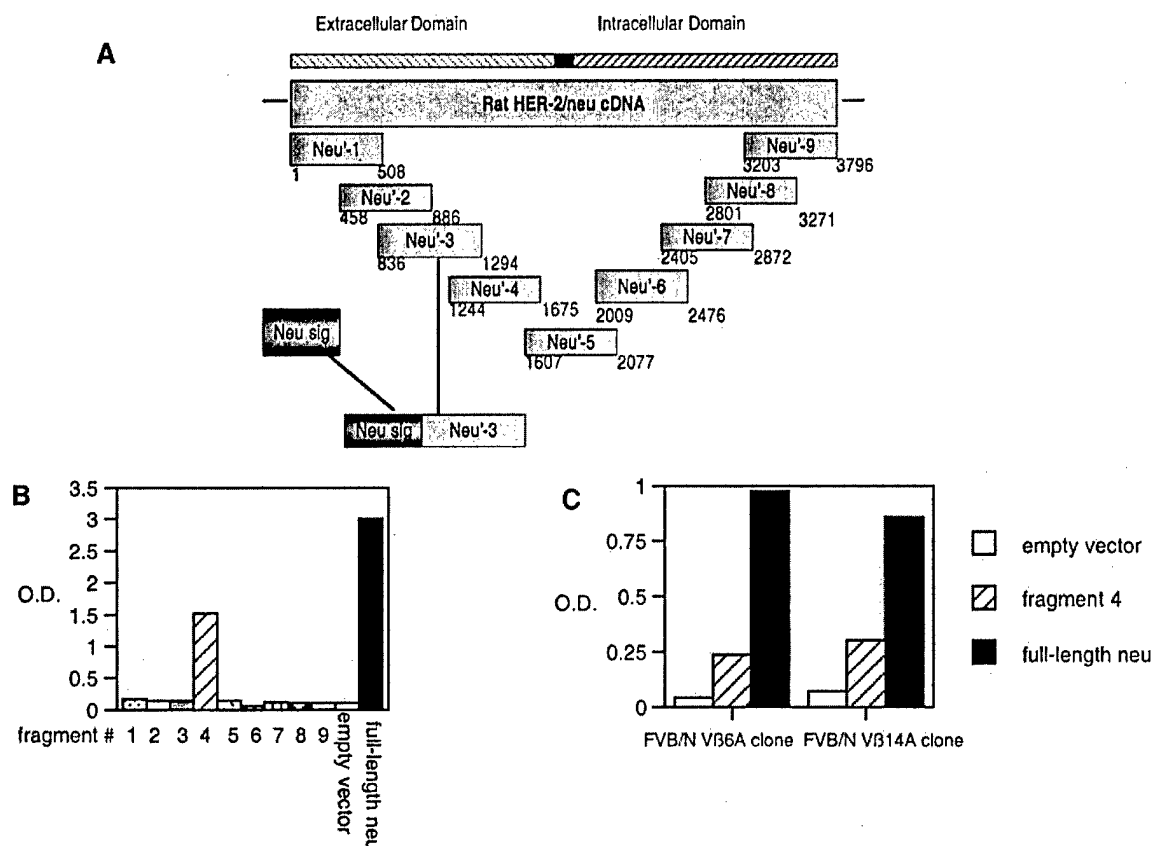 A
Extracellular Domain
Intracellular Domain
Rat HER-2/neu cDNA
Neu'-1
1
508
Neu'-2
458
886
Neu'-3
836
1294
Neu'-4
1244
1675
Neu'-5
1607
2077
Neu'-6
2009
2476
Neu'-7
2405
2872
Neu'-8
2801
3271
Neu'-9
3203
3796
Neu sig
Neu sig Neu'-3
B
3.5
3
2.5
2
1.5
1
0.5
0
O.D.
fragment # 1 2 3 4 5 6 7 8 9
empty vector
full-length neu
C
1
0.75
0.5
0.25
0
O.D.
FVB/N Vß6A clone
FVB/N Vß14A clone
empty vector
fragment 4
full-length neu